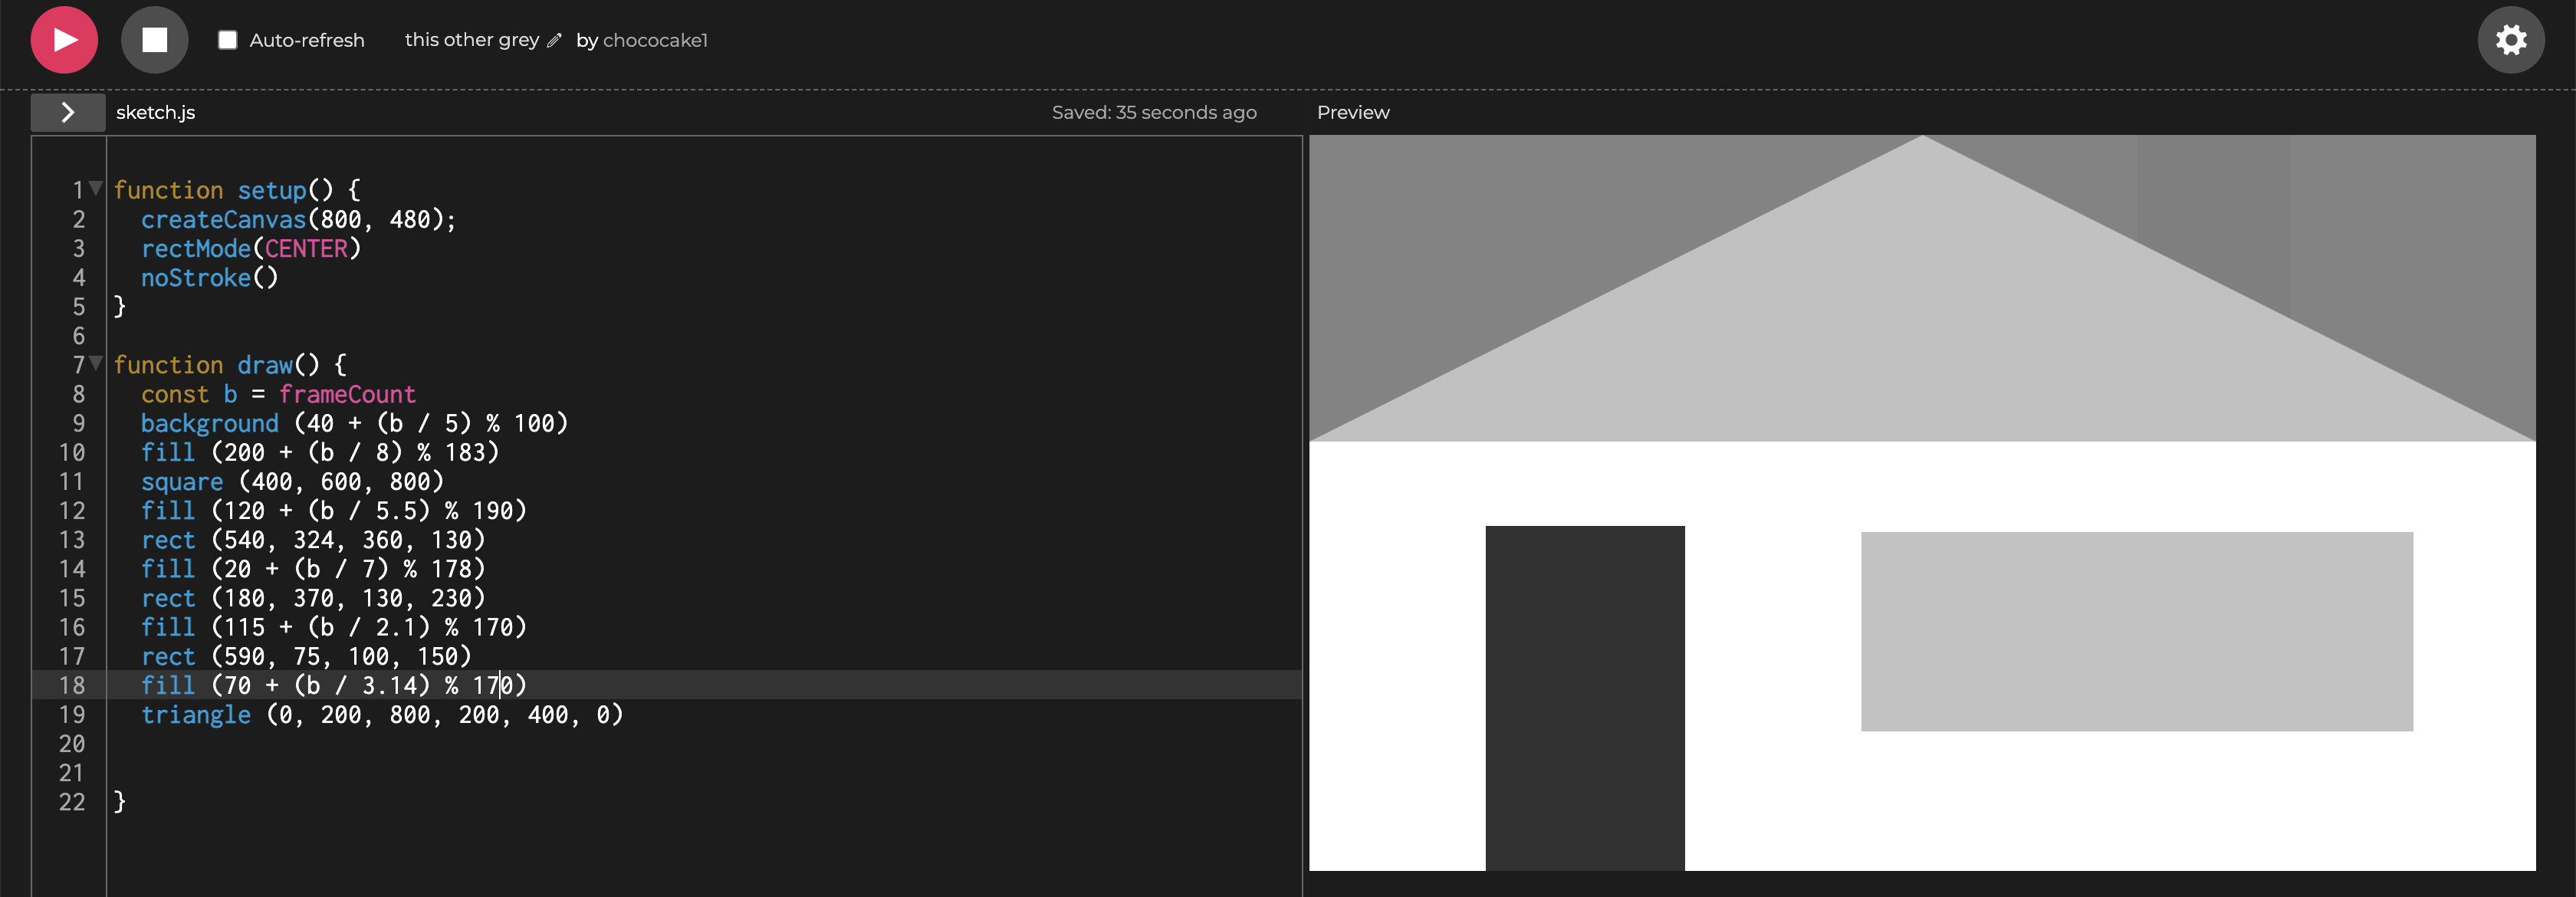 Auto-refresh this other grey by chococake1
sketch.js Saved: 35 seconds ago Preview
1 function setup() {
2 createCanvas(800, 480);
3 rectMode(CENTER)
4 noStroke()
5 }
6
7 function draw() {
8 const b = frameCount
9 background (40 + (b / 5) % 100)
10 fill (200 + (b / 8) % 183)
11 square (400, 600, 800)
12 fill (120 + (b / 5.5) % 190)
13 rect (540, 324, 360, 130)
14 fill (20 + (b / 7) % 178)
15 rect (180, 370, 130, 230)
16 fill (115 + (b / 2.1) % 170)
17 rect (590, 75, 100, 150)
18 fill (70 + (b / 3.14) % 170)
19 triangle (0, 200, 800, 200, 400, 0)
20
21
22 }